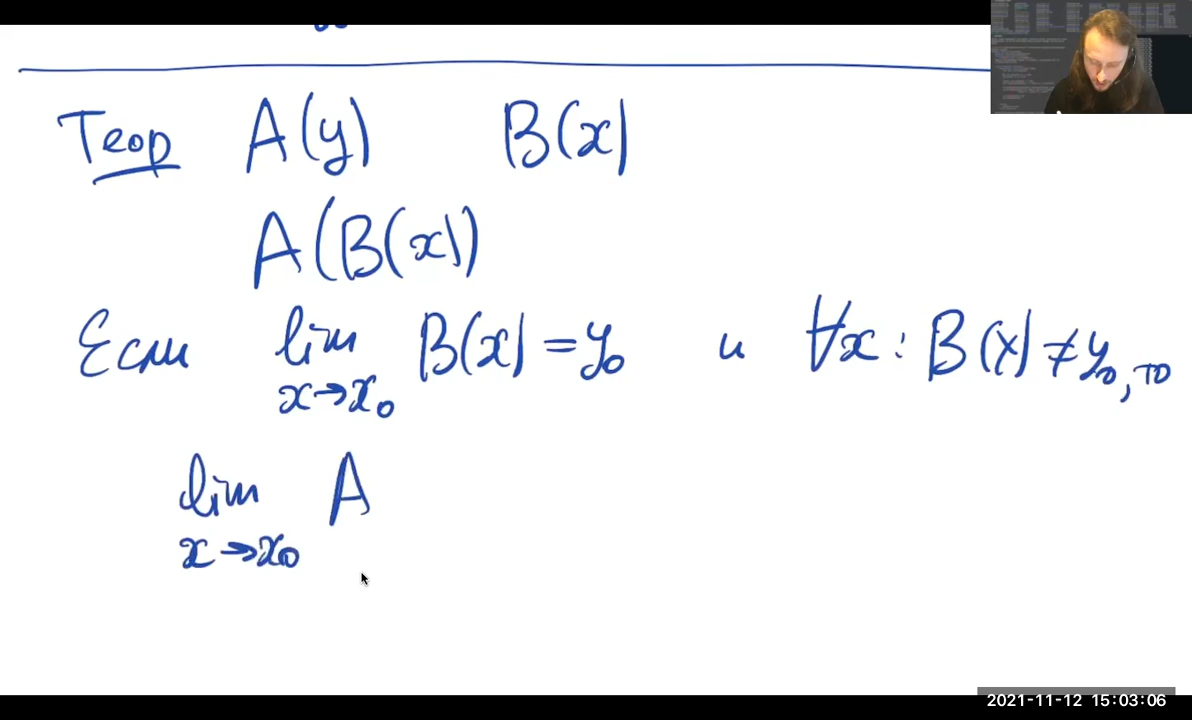 Теор A(y) B(x)
A(B(x))
Если lim B(x) = y₀ и ∀x : B(x) ≠ y₀, то
x→x₀
lim A
x→x₀
2021-11-12 15:03:06